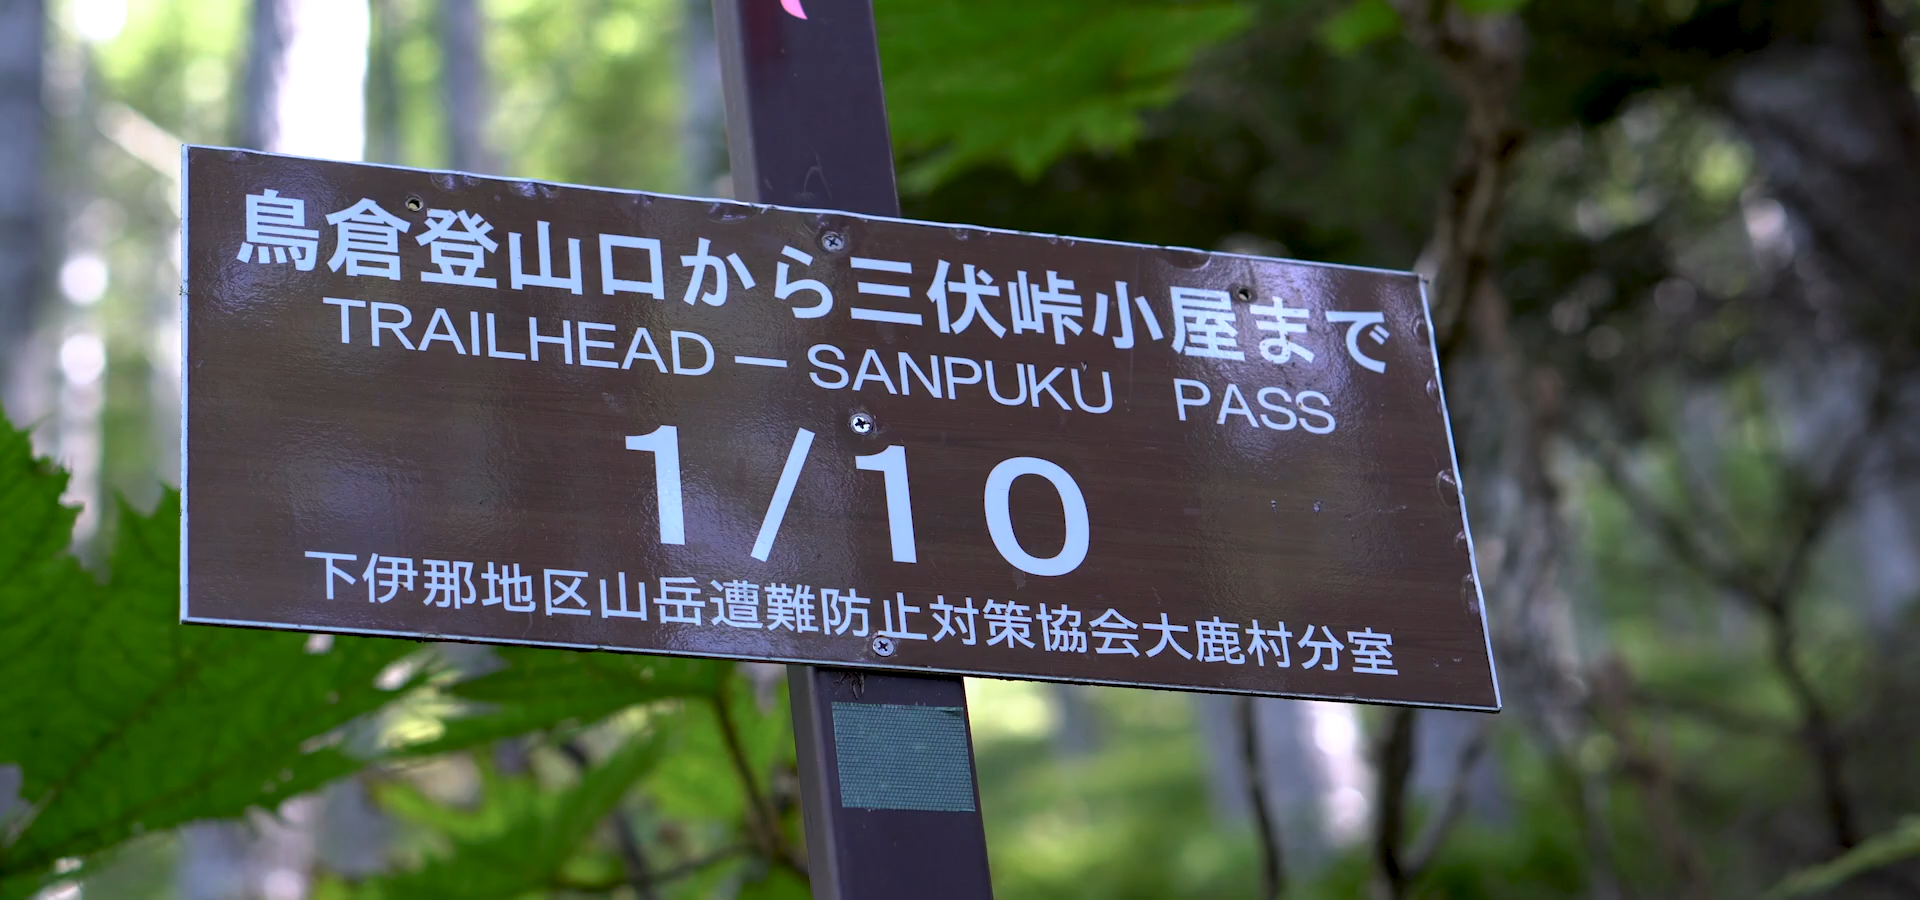 鳥倉登山口から三伏峠小屋まで
TRAILHEAD－SANPUKU PASS
1/10
下伊那地区山岳遭難防止対策協会大鹿村分室